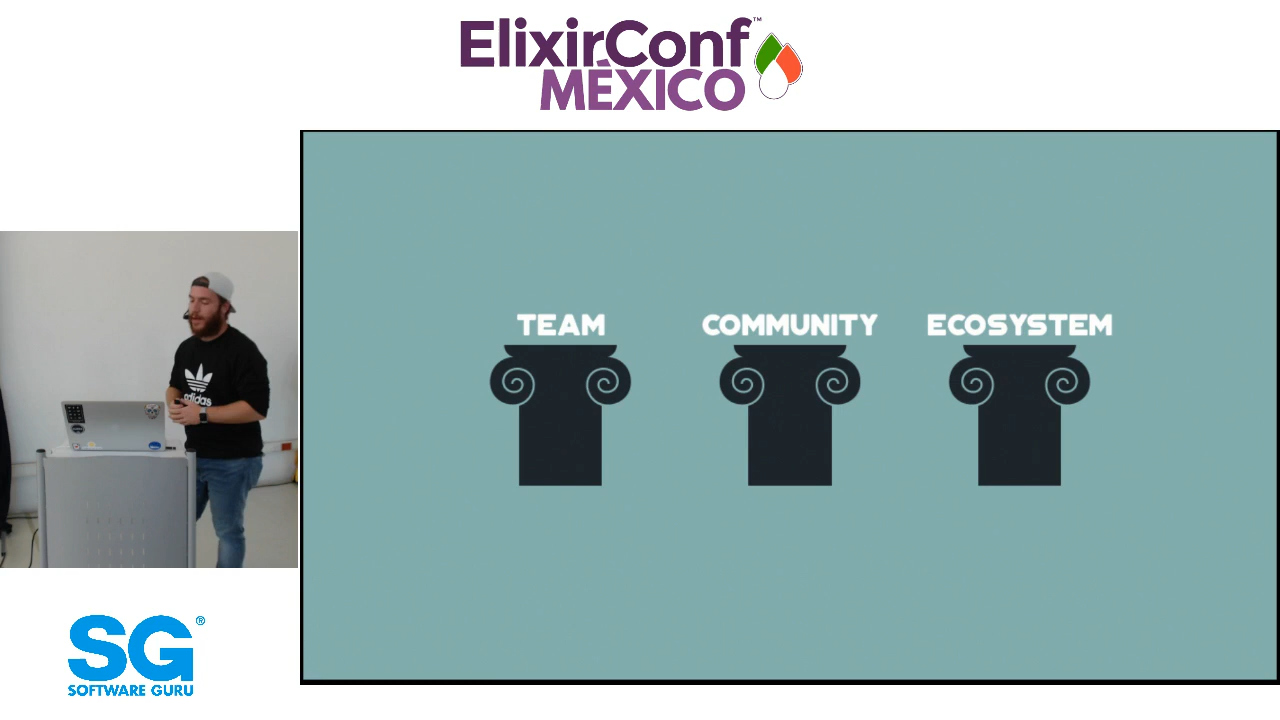 ElixirConf™
MÉXICO
TEAM
COMMUNITY
ECOSYSTEM
adidas
SG®
SOFTWARE GURU